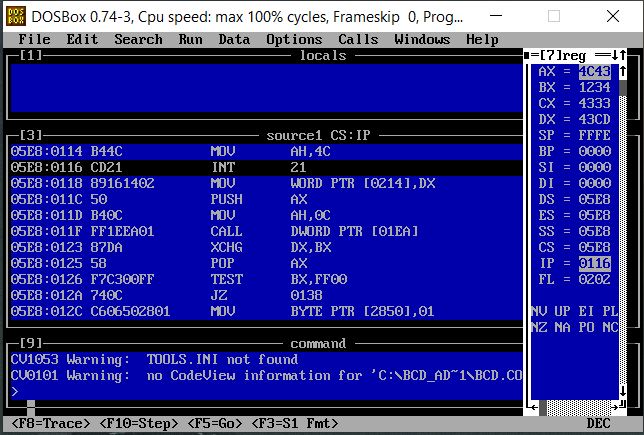 DOS BOX DOSBox 0.74-3, Cpu speed: max 100% cycles, Frameskip 0, Prog...
File Edit Search Run Data Options Calls Windows Help
[1] locals
[3] source1 CS:IP
05E8:0114 B44C MOV AH,4C
05E8:0116 CD21 INT 21
05E8:0118 89161402 MOV WORD PTR [0214],DX
05E8:011C 50 PUSH AX
05E8:011D B40C MOV AH,0C
05E8:011F FF1EEA01 CALL DWORD PTR [01EA]
05E8:0123 87DA XCHG DX,BX
05E8:0125 58 POP AX
05E8:0126 F7C300FF TEST BX,FF00
05E8:012A 740C JZ 0138
05E8:012C C606502801 MOV BYTE PTR [2850],01
[9] command
CV1053 Warning: TOOLS.INI not found
CV0101 Warning: no CodeView information for 'C:\BCD_AD~1\BCD.CO
>
[7]reg
AX = 4C43
BX = 1234
CX = 4333
DX = 43CD
SP = FFFE
BP = 0000
SI = 0000
DI = 0000
DS = 05E8
ES = 05E8
SS = 05E8
CS = 05E8
IP = 0116
FL = 0202
NV UP EI PL
NZ NA PO NC
<F8=Trace> <F10=Step> <F5=Go> <F3=S1 Fmt> DEC